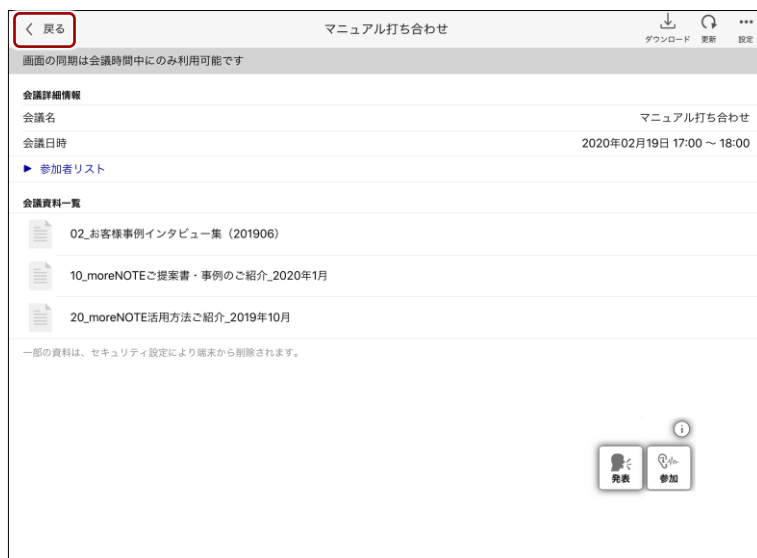 戻る
マニュアル打ち合わせ
ダウンロード 更新 設定
画面の同期は会議時間中にのみ利用可能です
会議詳細情報
会議名 マニュアル打ち合わせ
会議日時 2020年02月19日 17:00 ～ 18:00
▶ 参加者リスト
会議資料一覧
02_お客様事例インタビュー集（201906）
10_moreNOTEご提案書・事例のご紹介_2020年1月
20_moreNOTE活用方法ご紹介_2019年10月
一部の資料は、セキュリティ設定により端末から削除されます。
発表 参加